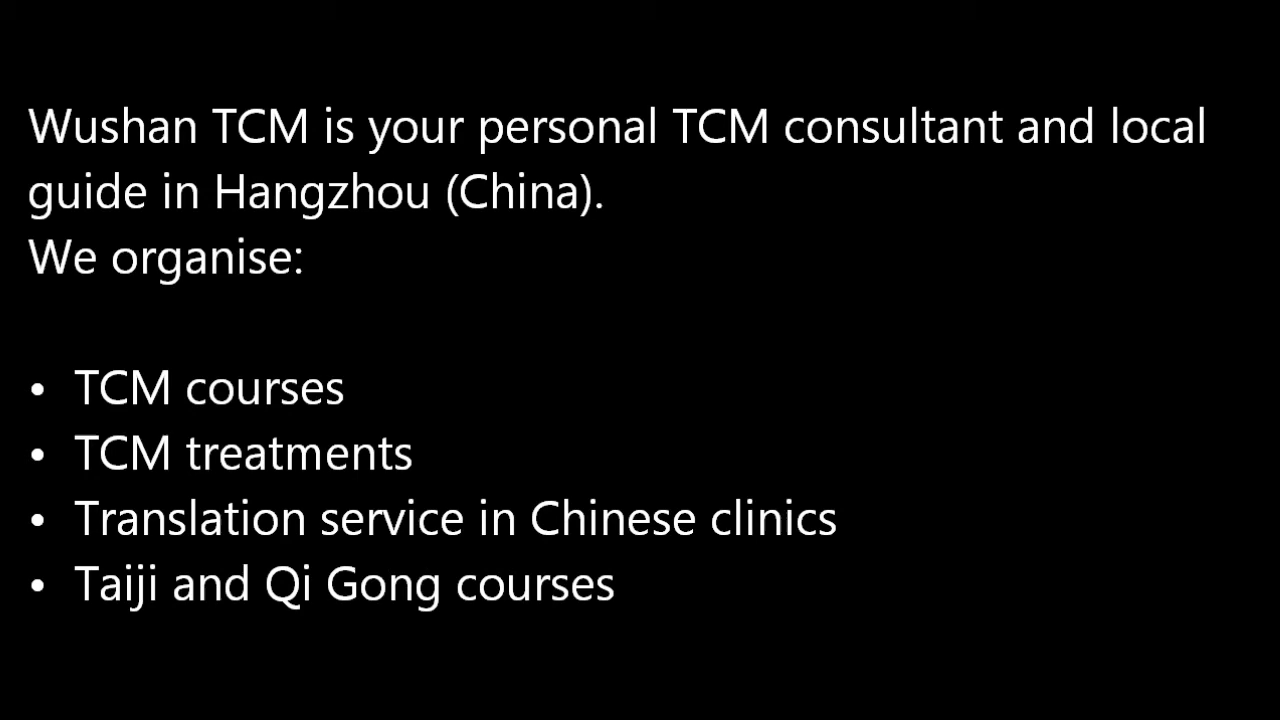 Wushan TCM is your personal TCM consultant and local
guide in Hangzhou (China).
We organise:
• TCM courses
• TCM treatments
• Translation service in Chinese clinics
• Taiji and Qi Gong courses